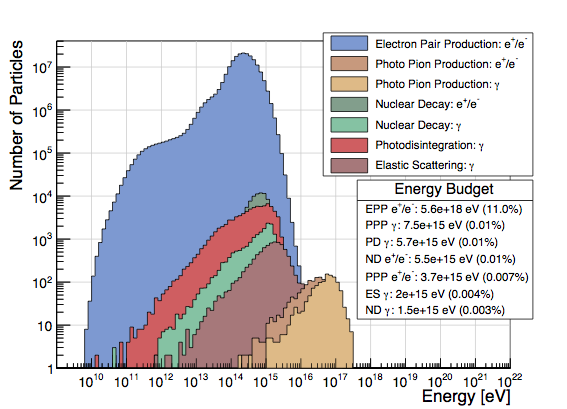 Number of Particles
10⁷
10⁶
10⁵
10⁴
10³
10²
10
1
Electron Pair Production: e⁺/e⁻
Photo Pion Production: e⁺/e⁻
Photo Pion Production: γ
Nuclear Decay: e⁺/e⁻
Nuclear Decay: γ
Photodisintegration: γ
Elastic Scattering: γ
Energy Budget
EPP e⁺/e⁻: 5.6e+18 eV (11.0%)
PPP γ: 7.5e+15 eV (0.01%)
PD γ: 5.7e+15 eV (0.01%)
ND e⁺/e⁻: 5.5e+15 eV (0.01%)
PPP e⁺/e⁻: 3.7e+15 eV (0.007%)
ES γ: 2e+15 eV (0.004%)
ND γ: 1.5e+15 eV (0.003%)
10¹⁰ 10¹¹ 10¹² 10¹³ 10¹⁴ 10¹⁵ 10¹⁶ 10¹⁷ 10¹⁸ 10¹⁹ 10²⁰ 10²¹ 10²²
Energy [eV]